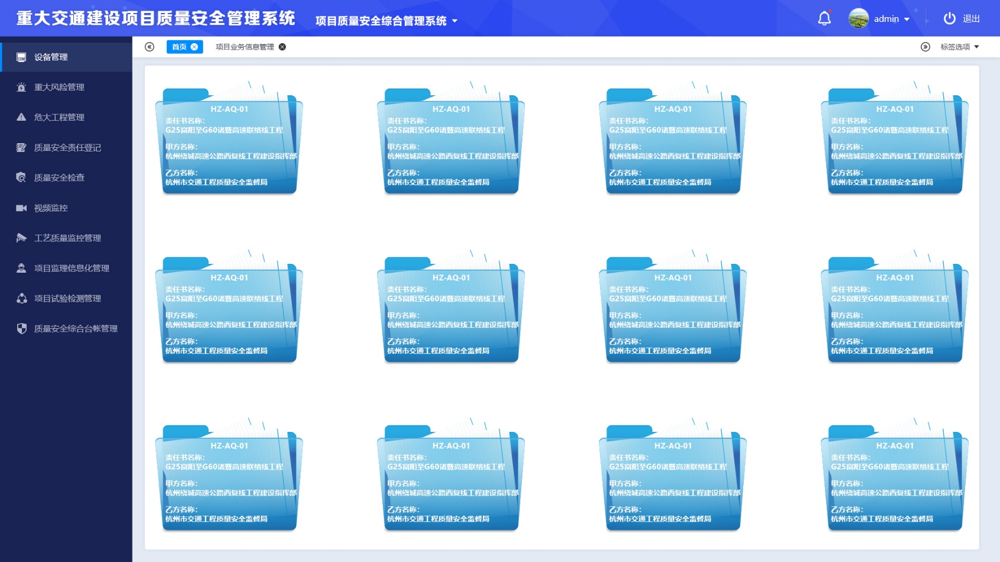 重大交通建设项目质量安全管理系统
项目质量安全综合管理系统
admin
退出
首页
项目业务信息管理
标签选项
设备管理
重大风险管理
危大工程管理
质量安全责任登记
质量安全检查
视频监控
工艺质量监控管理
项目监理信息化管理
项目试验检测管理
质量安全综合台帐管理
HZ-AQ-01
责任书名称：
G25富阳至G60诸暨高速联络线工程
甲方名称：
杭州绕城高速公路西复线工程建设指挥部
乙方名称：
杭州市交通工程质量安全监督局
HZ-AQ-01
责任书名称：
G25富阳至G60诸暨高速联络线工程
甲方名称：
杭州绕城高速公路西复线工程建设指挥部
乙方名称：
杭州市交通工程质量安全监督局
HZ-AQ-01
责任书名称：
G25富阳至G60诸暨高速联络线工程
甲方名称：
杭州绕城高速公路西复线工程建设指挥部
乙方名称：
杭州市交通工程质量安全监督局
HZ-AQ-01
责任书名称：
G25富阳至G60诸暨高速联络线工程
甲方名称：
杭州绕城高速公路西复线工程建设指挥部
乙方名称：
杭州市交通工程质量安全监督局
HZ-AQ-01
责任书名称：
G25富阳至G60诸暨高速联络线工程
甲方名称：
杭州绕城高速公路西复线工程建设指挥部
乙方名称：
杭州市交通工程质量安全监督局
HZ-AQ-01
责任书名称：
G25富阳至G60诸暨高速联络线工程
甲方名称：
杭州绕城高速公路西复线工程建设指挥部
乙方名称：
杭州市交通工程质量安全监督局
HZ-AQ-01
责任书名称：
G25富阳至G60诸暨高速联络线工程
甲方名称：
杭州绕城高速公路西复线工程建设指挥部
乙方名称：
杭州市交通工程质量安全监督局
HZ-AQ-01
责任书名称：
G25富阳至G60诸暨高速联络线工程
甲方名称：
杭州绕城高速公路西复线工程建设指挥部
乙方名称：
杭州市交通工程质量安全监督局
HZ-AQ-01
责任书名称：
G25富阳至G60诸暨高速联络线工程
甲方名称：
杭州绕城高速公路西复线工程建设指挥部
乙方名称：
杭州市交通工程质量安全监督局
HZ-AQ-01
责任书名称：
G25富阳至G60诸暨高速联络线工程
甲方名称：
杭州绕城高速公路西复线工程建设指挥部
乙方名称：
杭州市交通工程质量安全监督局
HZ-AQ-01
责任书名称：
G25富阳至G60诸暨高速联络线工程
甲方名称：
杭州绕城高速公路西复线工程建设指挥部
乙方名称：
杭州市交通工程质量安全监督局
HZ-AQ-01
责任书名称：
G25富阳至G60诸暨高速联络线工程
甲方名称：
杭州绕城高速公路西复线工程建设指挥部
乙方名称：
杭州市交通工程质量安全监督局